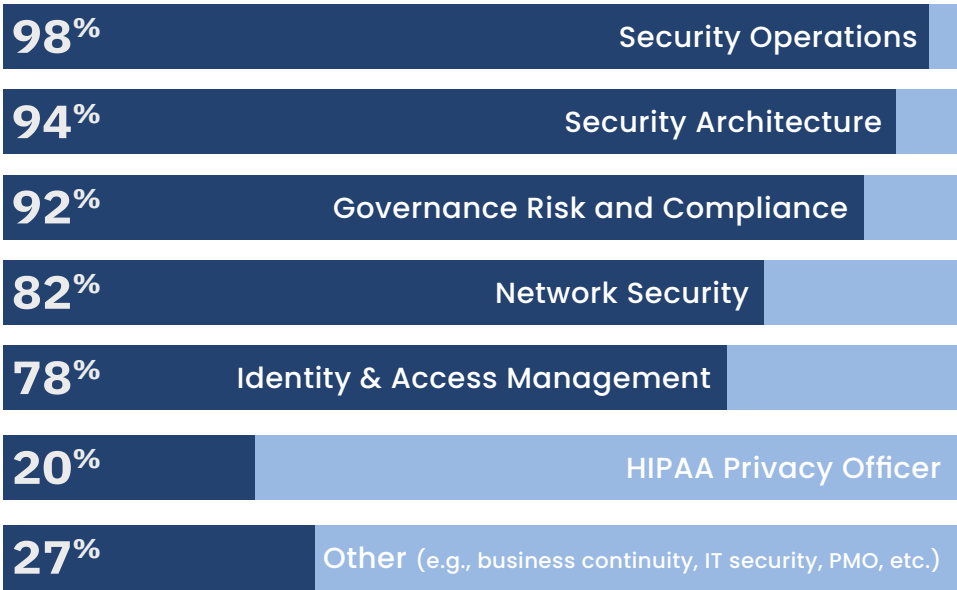 98% Security Operations
94% Security Architecture
92% Governance Risk and Compliance
82% Network Security
78% Identity & Access Management
20% HIPAA Privacy Officer
27% Other (e.g., business continuity, IT security, PMO, etc.)